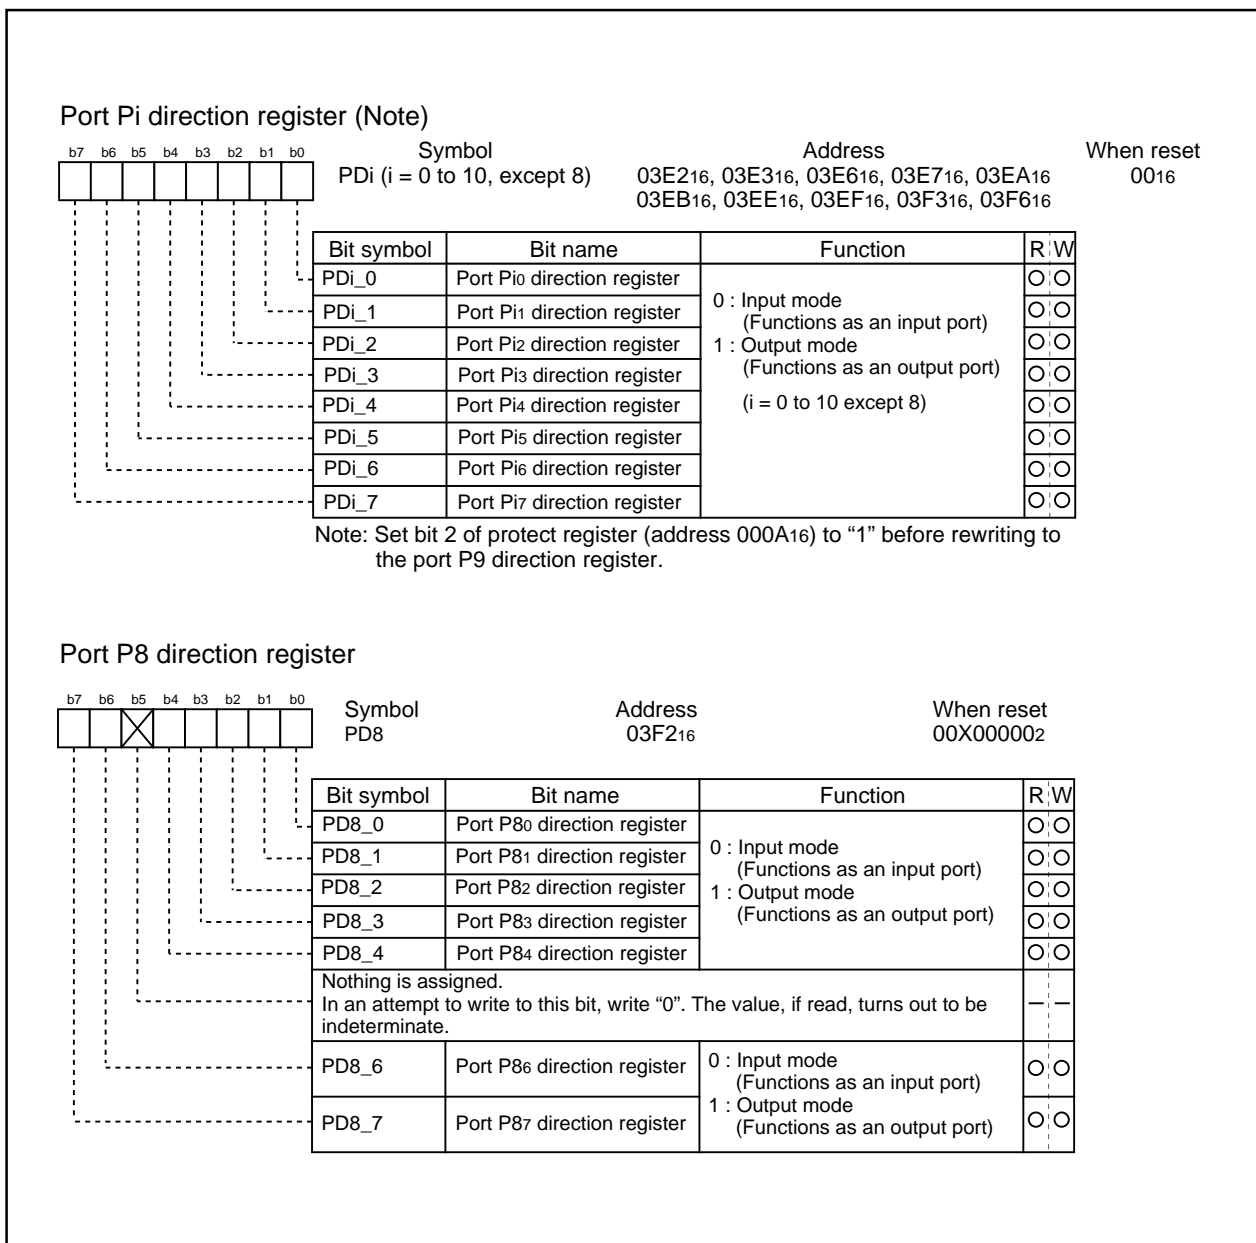 Port Pi direction register (Note)
b7 b6 b5 b4 b3 b2 b1 b0
Symbol Address When reset
PDi (i = 0 to 10, except 8) 03E216, 03E316, 03E616, 03E716, 03EA16 0016
03EB16, 03EE16, 03EF16, 03F316, 03F616
Bit symbol Bit name Function R W
PDi_0 Port Pi0 direction register
PDi_1 Port Pi1 direction register
PDi_2 Port Pi2 direction register
PDi_3 Port Pi3 direction register
PDi_4 Port Pi4 direction register
PDi_5 Port Pi5 direction register
PDi_6 Port Pi6 direction register
PDi_7 Port Pi7 direction register
0 : Input mode
(Functions as an input port)
1 : Output mode
(Functions as an output port)
(i = 0 to 10 except 8)
Note: Set bit 2 of protect register (address 000A16) to “1” before rewriting to
the port P9 direction register.
Port P8 direction register
b7 b6 b5 b4 b3 b2 b1 b0
Symbol Address When reset
PD8 03F216 00X000002
Bit symbol Bit name Function R W
PD8_0 Port P80 direction register
PD8_1 Port P81 direction register
PD8_2 Port P82 direction register
PD8_3 Port P83 direction register
PD8_4 Port P84 direction register
0 : Input mode
(Functions as an input port)
1 : Output mode
(Functions as an output port)
Nothing is assigned.
In an attempt to write to this bit, write “0”. The value, if read, turns out to be
indeterminate.
PD8_6 Port P86 direction register
PD8_7 Port P87 direction register
0 : Input mode
(Functions as an input port)
1 : Output mode
(Functions as an output port)